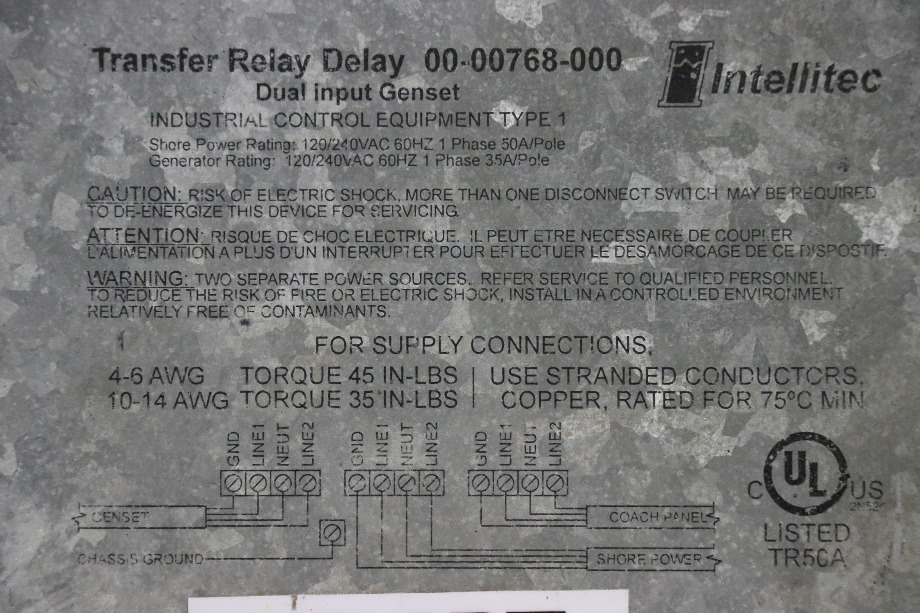 Transfer Relay Delay 00-00768-000
Intellitec
Dual Input Genset
INDUSTRIAL CONTROL EQUIPMENT TYPE 1
Shore Power Rating: 120/240VAC 60HZ 1 Phase 50A/Pole
Generator Rating: 120/240VAC 60HZ 1 Phase 35A/Pole
CAUTION: RISK OF ELECTRIC SHOCK, MORE THAN ONE DISCONNECT SWITCH MAY BE REQUIRED
TO DE-ENERGIZE THIS DEVICE FOR SERVICING.
ATTENTION: RISQUE DE CHOC ELECTRIQUE. IL PEUT ETRE NECESSAIRE DE COUPLER
L'ALIMENTATION A PLUS D'UN INTERRUPTER POUR EFFECTUER LE DESAMORCAGE DE CE DISPOSTIF.
WARNING: TWO SEPARATE POWER SOURCES. REFER SERVICE TO QUALIFIED PERSONNEL.
TO REDUCE THE RISK OF FIRE OR ELECTRIC SHOCK, INSTALL IN A CONTROLLED ENVIRONMENT
RELATIVELY FREE OF CONTAMINANTS.
FOR SUPPLY CONNECTIONS,
4-6 AWG TORQUE 45 IN-LBS
10-14 AWG TORQUE 35 IN-LBS
USE STRANDED CONDUCTORS,
COPPER, RATED FOR 75ºC MIN
GND LINE1 NEUT LINE2
GND LINE1 NEUT LINE2
GND LINE1 NEUT LINE2
GENSET
COACH PANEL
CHASSIS GROUND
SHORE POWER
C UL US
LISTED
TR50A